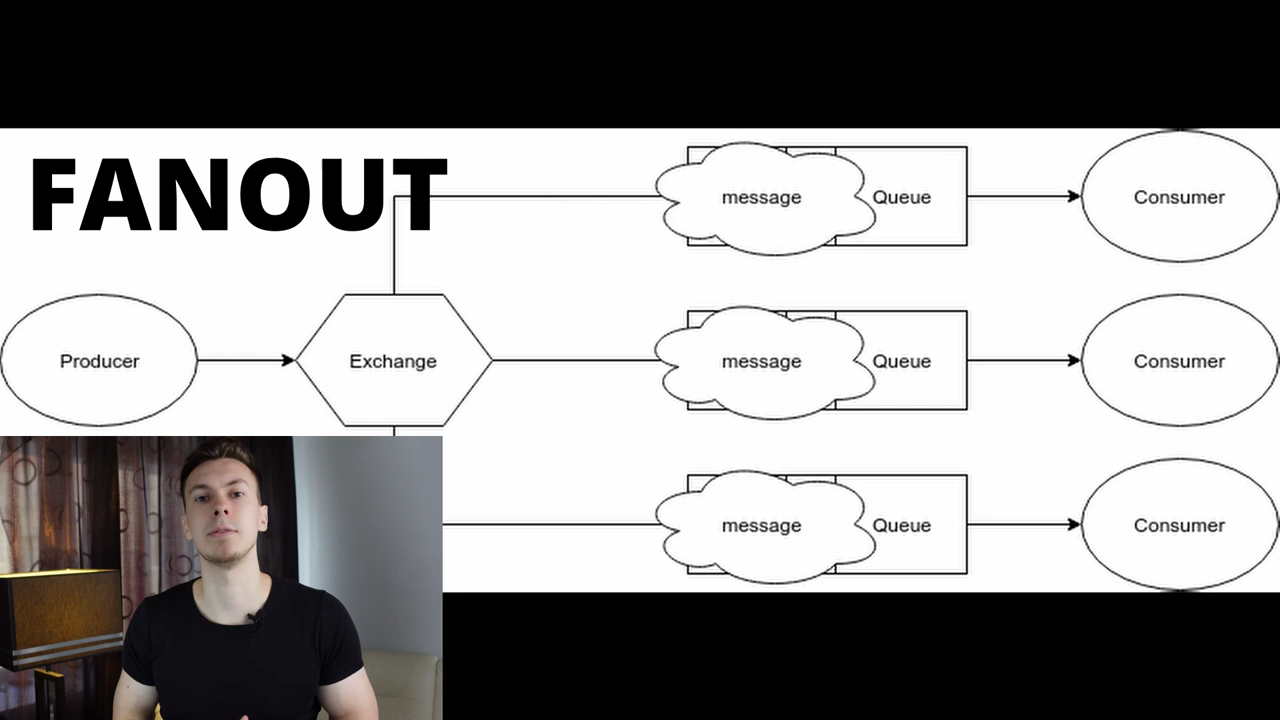 FANOUT
message
Queue
Consumer
Producer
Exchange
message
Queue
Consumer
message
Queue
Consumer